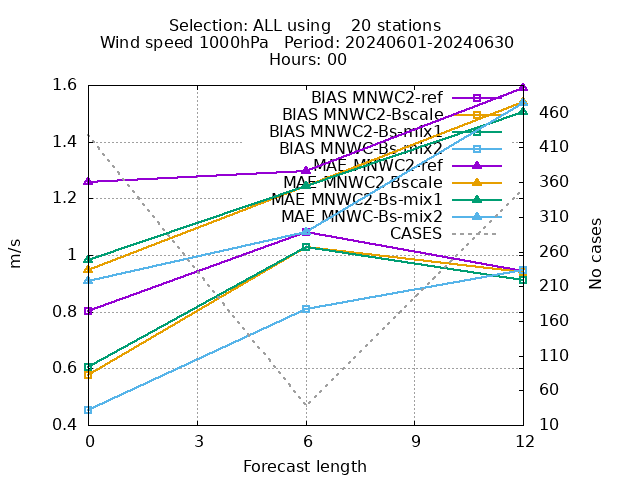 Selection: ALL using    20 stations
Wind speed 1000hPa   Period: 20240601-20240630
Hours: 00
1.6
1.4
1.2
1
0.8
0.6
0.4
m/s
BIAS MNWC2-ref
BIAS MNWC2-Bscale
BIAS MNWC2-Bs-mix1
BIAS MNWC-Bs-mix2
MAE MNWC2-ref
MAE MNWC2-Bscale
MAE MNWC2-Bs-mix1
MAE MNWC-Bs-mix2
CASES
460
410
360
310
260
210
160
110
60
10
No cases
0 3 6 9 12
Forecast length